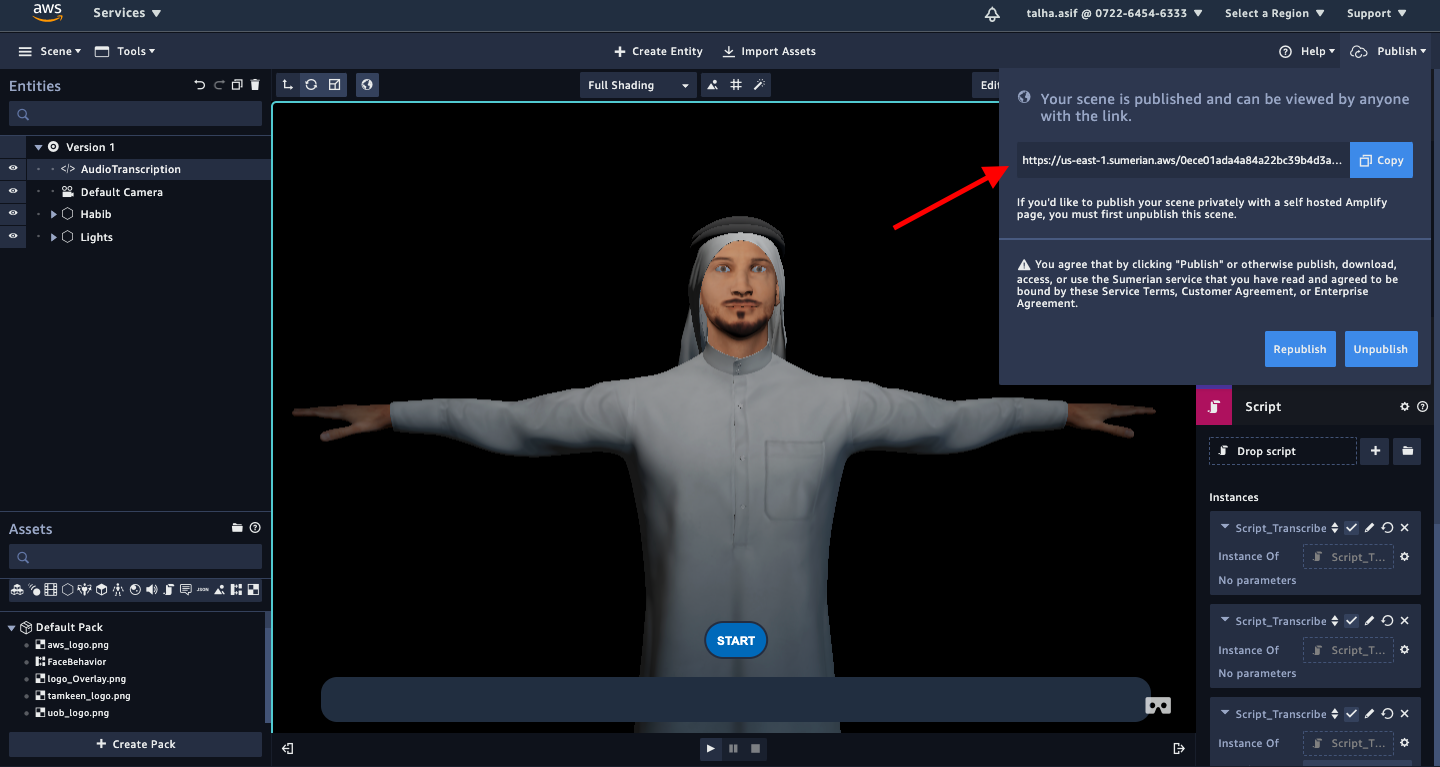 aws
Services
talha.asif @ 0722-6454-6333
Select a Region
Support
Scene
Tools
Create Entity
Import Assets
Help
Publish
Entities
Version 1
</> AudioTranscription
Default Camera
Habib
Lights
Full Shading
Edi
Your scene is published and can be viewed by anyone
with the link.
https://us-east-1.sumerian.aws/0ece01ada4a84a22bc39b4d3a...
Copy
If you'd like to publish your scene privately with a self hosted Amplify
page, you must first unpublish this scene.
You agree that by clicking "Publish" or otherwise publish, download,
access, or use the Sumerian service that you have read and agreed to be
bound by these Service Terms, Customer Agreement, or Enterprise
Agreement.
Republish
Unpublish
START
Assets
JSON
Default Pack
aws_logo.png
FaceBehavior
logo_Overlay.png
tamkeen_logo.png
uob_logo.png
+ Create Pack
Script
Drop script
Instances
Script_Transcribe
Instance Of
Script_T...
No parameters
Script_Transcribe
Instance Of
Script_T...
No parameters
Script_Transcribe
Instance Of
Script_T...